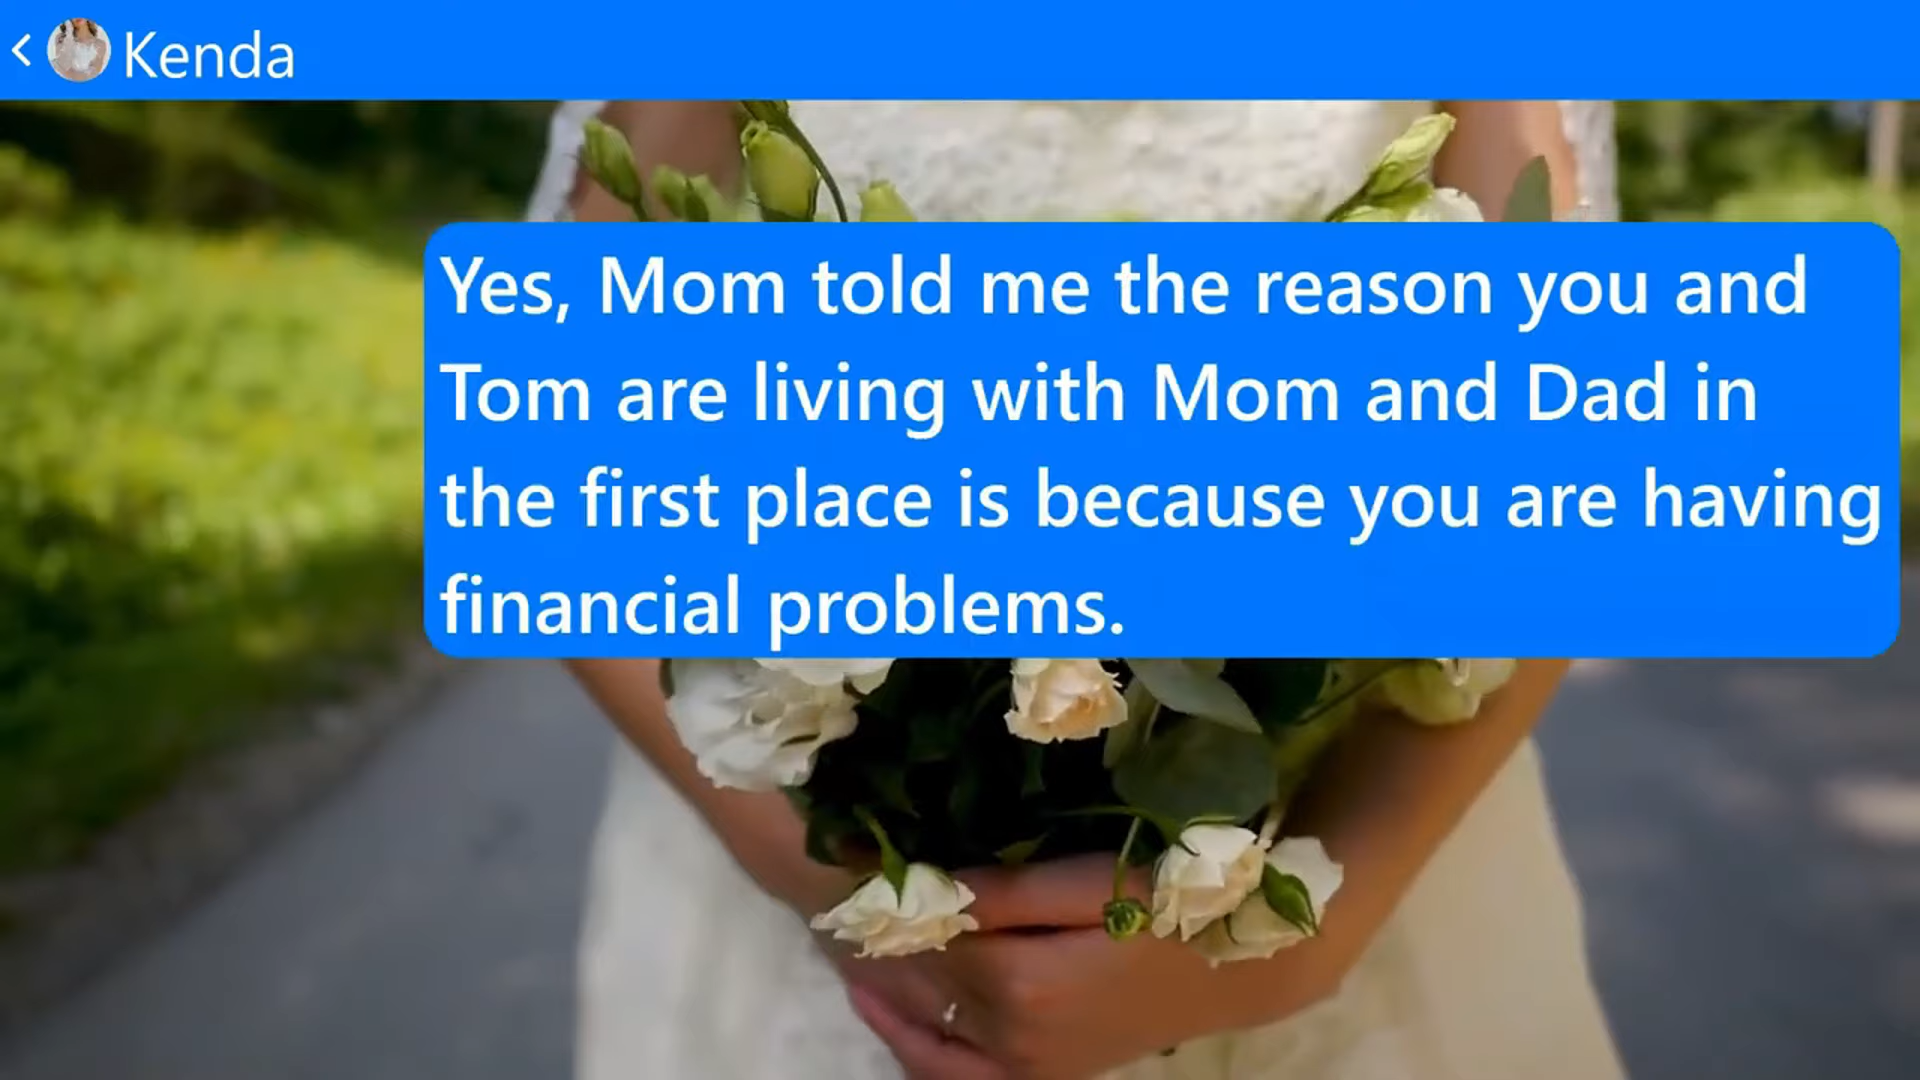 Kenda
Yes, Mom told me the reason you and
Tom are living with Mom and Dad in
the first place is because you are having
financial problems.